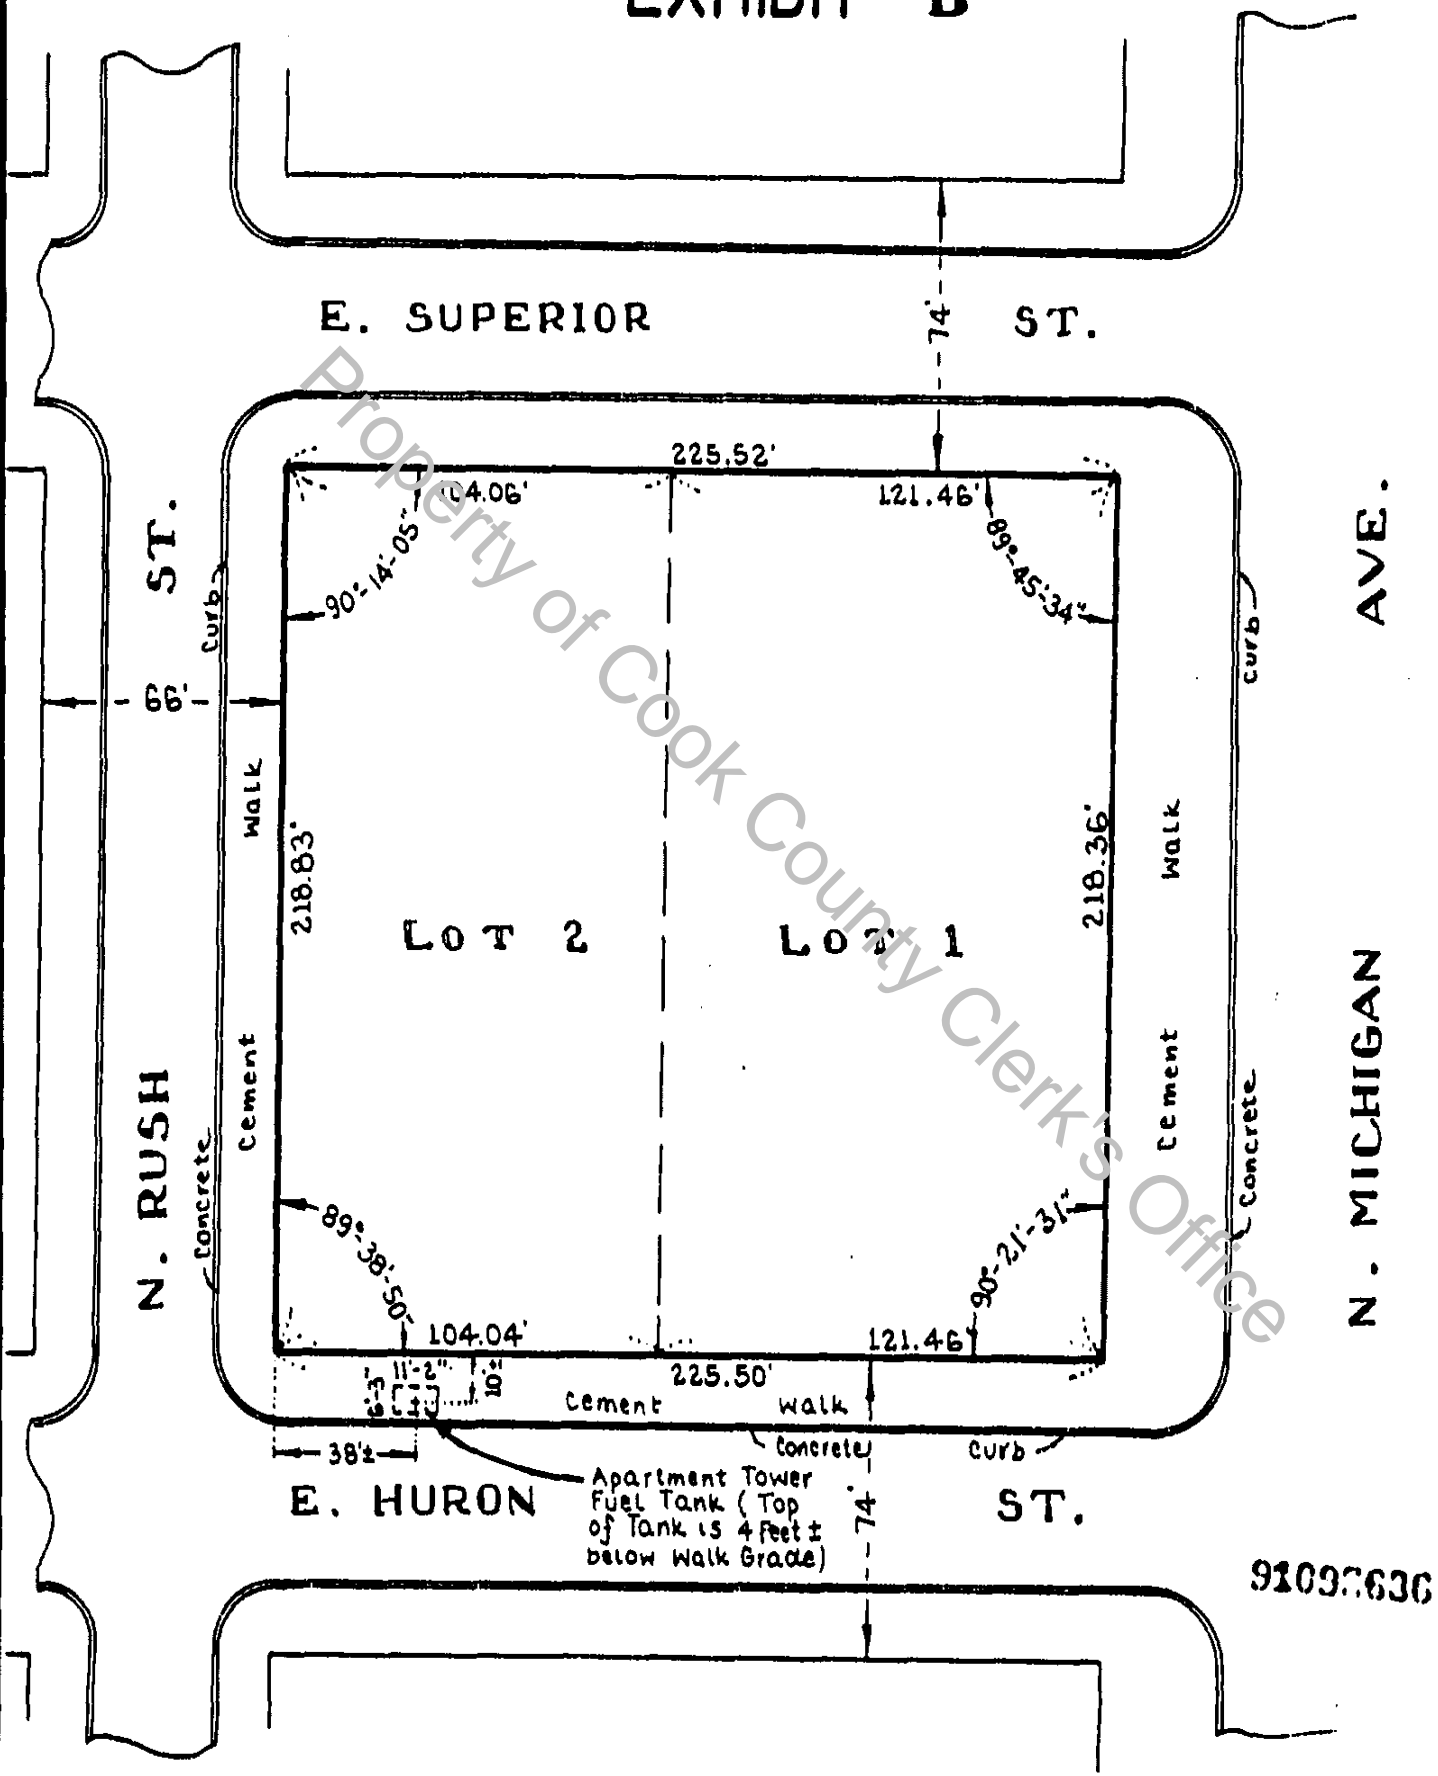 EXHIBIT B
E. SUPERIOR ST.
74'
225.52'
104.06'
121.46'
90°-14'-05"
89°-45'-34"
N. RUSH ST.
Curb
66'
Walk
218.83'
Cement
Concrete
LOT 2
LOT 1
218.36'
Walk
Cement
Curb
Concrete
N. MICHIGAN AVE.
89°-38'-50"
90°-21'-31"
104.04'
121.46'
11'-2"
10'±
225.50'
Cement Walk
Concrete Curb
38'±
Apartment Tower
Fuel Tank (Top
of Tank is 4 Feet ±
below Walk Grade)
E. HURON ST.
74'
Property of Cook County Clerk's Office